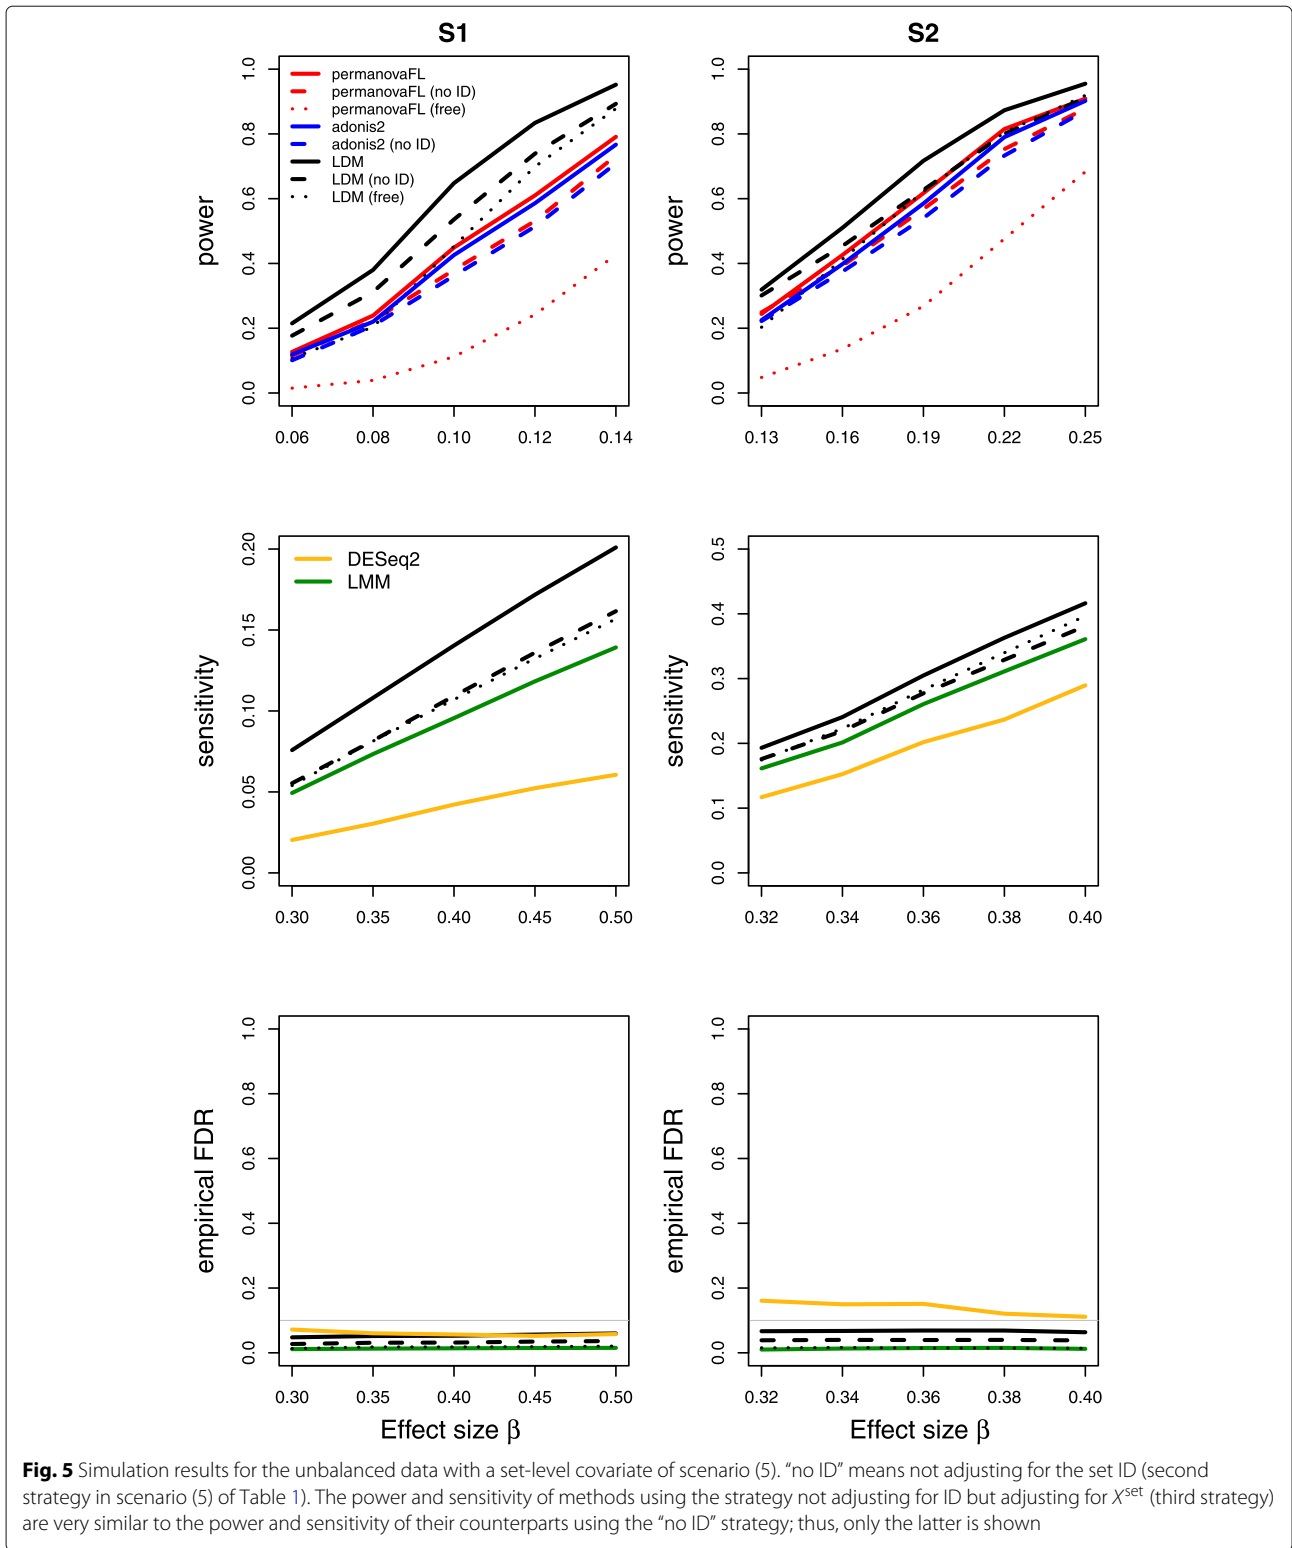 S1
S2
permanovaFL
permanovaFL (no ID)
permanovaFL (free)
adonis2
adonis2 (no ID)
LDM
LDM (no ID)
LDM (free)
power
0.0 0.2 0.4 0.6 0.8 1.0
0.06 0.08 0.10 0.12 0.14
power
0.0 0.2 0.4 0.6 0.8 1.0
0.13 0.16 0.19 0.22 0.25
DESeq2
LMM
sensitivity
0.00 0.05 0.10 0.15 0.20
0.30 0.35 0.40 0.45 0.50
sensitivity
0.0 0.1 0.2 0.3 0.4 0.5
0.32 0.34 0.36 0.38 0.40
empirical FDR
0.0 0.2 0.4 0.6 0.8 1.0
0.30 0.35 0.40 0.45 0.50
Effect size β
empirical FDR
0.0 0.2 0.4 0.6 0.8 1.0
0.32 0.34 0.36 0.38 0.40
Effect size β
Fig. 5 Simulation results for the unbalanced data with a set-level covariate of scenario (5). “no ID” means not adjusting for the set ID (second
strategy in scenario (5) of Table 1). The power and sensitivity of methods using the strategy not adjusting for ID but adjusting for X^set (third strategy)
are very similar to the power and sensitivity of their counterparts using the “no ID” strategy; thus, only the latter is shown